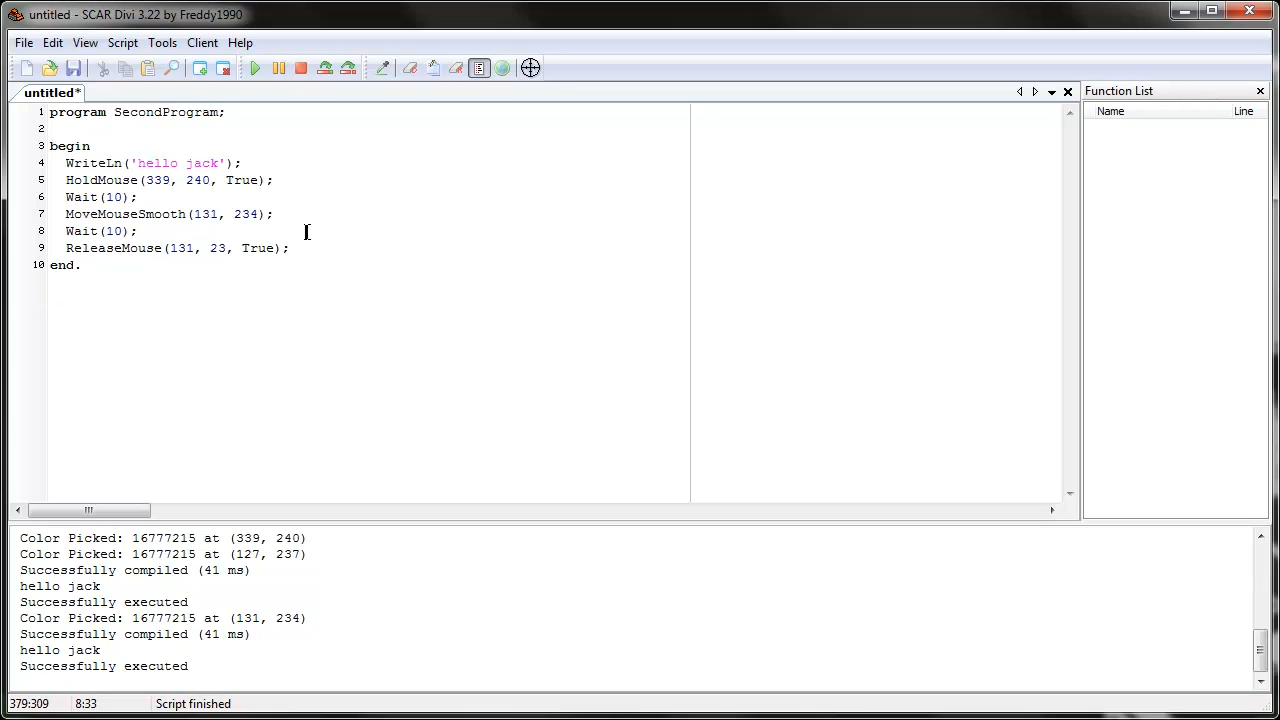 untitled - SCAR Divi 3.22 by Freddy1990
File Edit View Script Tools Client Help
untitled*
Function List
Name Line
1 program SecondProgram;
2
3 begin
4 WriteLn('hello jack');
5 HoldMouse(339, 240, True);
6 Wait(10);
7 MoveMouseSmooth(131, 234);
8 Wait(10);
9 ReleaseMouse(131, 23, True);
10 end.
Color Picked: 16777215 at (339, 240)
Color Picked: 16777215 at (127, 237)
Successfully compiled (41 ms)
hello jack
Successfully executed
Color Picked: 16777215 at (131, 234)
Successfully compiled (41 ms)
hello jack
Successfully executed
379:309 8:33 Script finished